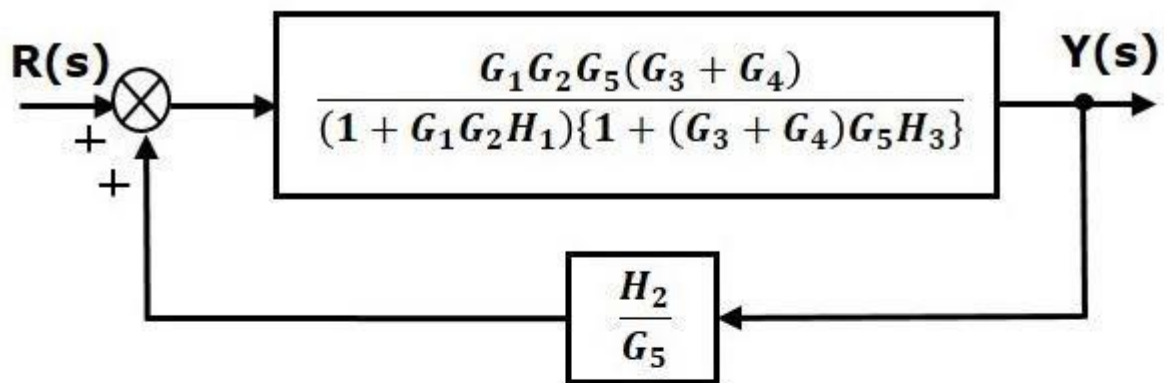 R(s)
Y(s)
G₁G₂G₅(G₃ + G₄)
(1 + G₁G₂H₁){1 + (G₃ + G₄)G₅H₃}
+
+
H₂
G₅